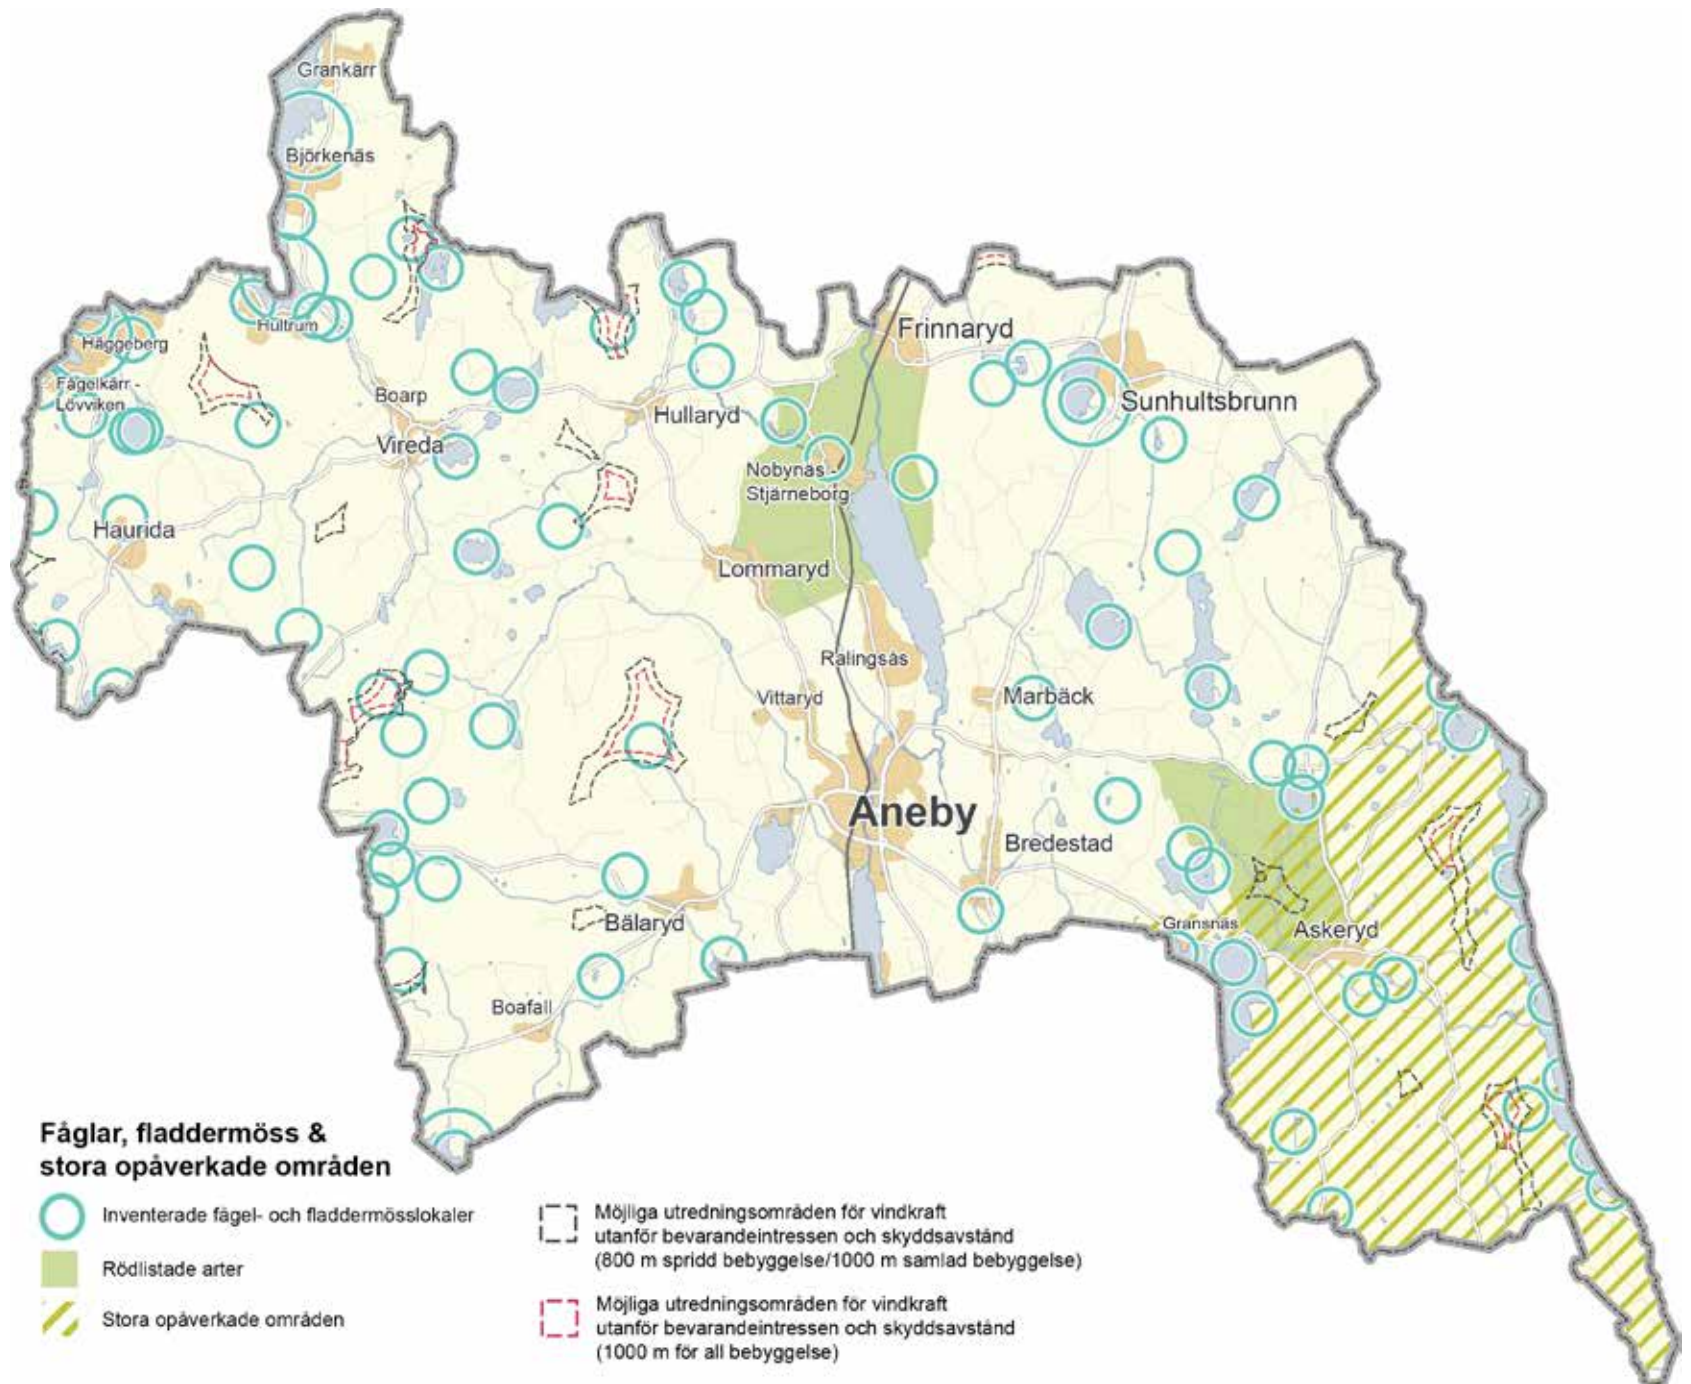 Grankärr
Björkenäs
Hultrum
Häggeberg
Fågelkärr -
Lövviken
Boarp
Vireda
Haurida
Hullaryd
Frinnaryd
Sunhultsbrunn
Nobynäs -
Stjärneborg
Lommaryd
Ralingsås
Vittaryd
Marbäck
Aneby
Bredestad
Bälaryd
Gransnäs
Askeryd
Boafall
Fåglar, fladdermöss &
stora opåverkade områden
Inventerade fågel- och fladdermösslokaler
Rödlistade arter
Stora opåverkade områden
Möjliga utredningsområden för vindkraft
utanför bevarandeintressen och skyddsavstånd
(800 m spridd bebyggelse/1000 m samlad bebyggelse)
Möjliga utredningsområden för vindkraft
utanför bevarandeintressen och skyddsavstånd
(1000 m för all bebyggelse)